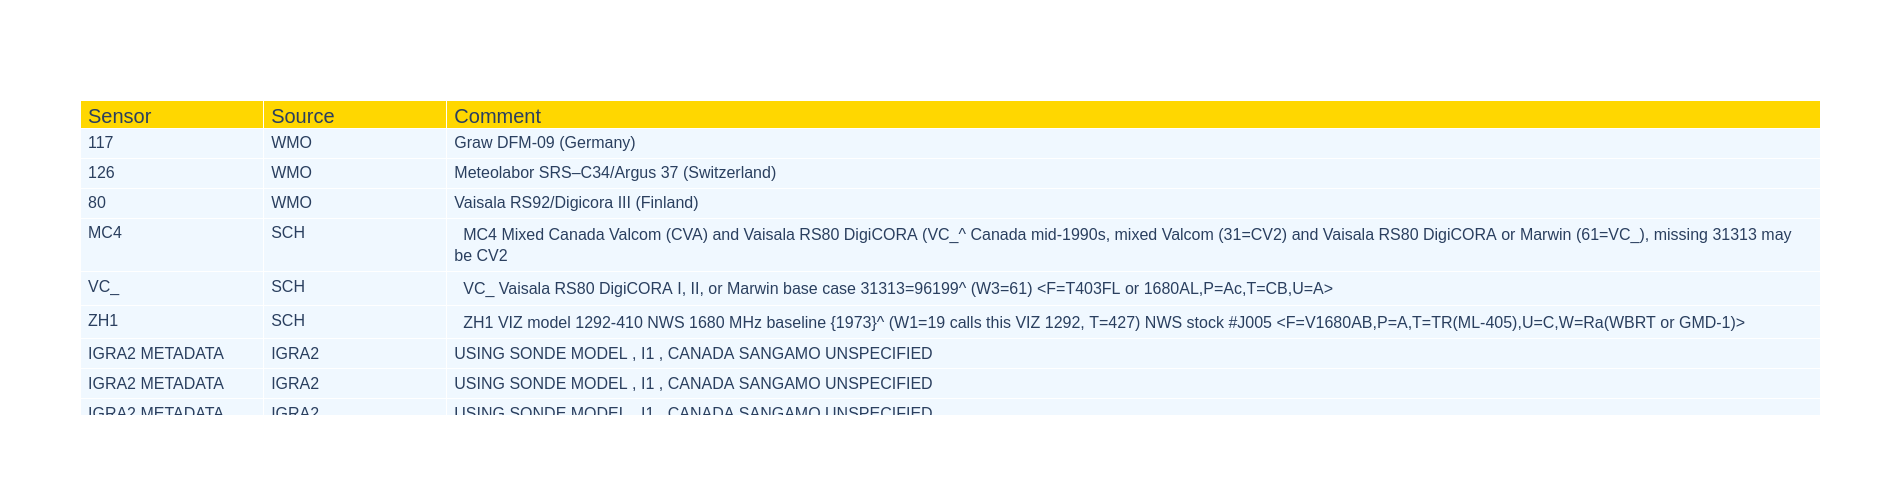 Sensor Source Comment
117 WMO Graw DFM-09 (Germany)
126 WMO Meteolabor SRS–C34/Argus 37 (Switzerland)
80 WMO Vaisala RS92/Digicora III (Finland)
MC4 SCH MC4 Mixed Canada Valcom (CVA) and Vaisala RS80 DigiCORA (VC_^ Canada mid-1990s, mixed Valcom (31=CV2) and Vaisala RS80 DigiCORA or Marwin (61=VC_), missing 31313 may
be CV2
VC_ SCH VC_ Vaisala RS80 DigiCORA I, II, or Marwin base case 31313=96199^ (W3=61) <F=T403FL or 1680AL,P=Ac,T=CB,U=A>
ZH1 SCH ZH1 VIZ model 1292-410 NWS 1680 MHz baseline {1973}^ (W1=19 calls this VIZ 1292, T=427) NWS stock #J005 <F=V1680AB,P=A,T=TR(ML-405),U=C,W=Ra(WBRT or GMD-1)>
IGRA2 METADATA IGRA2 USING SONDE MODEL , I1 , CANADA SANGAMO UNSPECIFIED
IGRA2 METADATA IGRA2 USING SONDE MODEL , I1 , CANADA SANGAMO UNSPECIFIED
IGRA2 METADATA IGRA2 USING SONDE MODEL , I1 , CANADA SANGAMO UNSPECIFIED